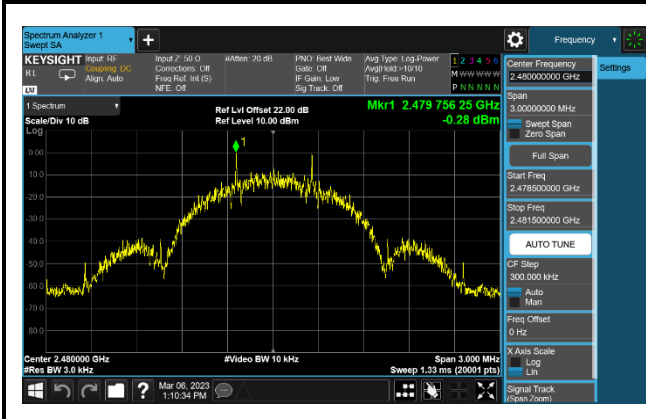 Spectrum Analyzer 1
Swept SA
+
Frequency
KEYSIGHT
RL
Input: RF
Coupling: DC
Align: Auto
Input Z: 50 Ω
Corrections: Off
Freq Ref: Int (S)
NFE: Off
#Atten: 20 dB
PNO: Best Wide
Gate: Off
IF Gain: Low
Sig Track: Off
Avg Type: Log-Power
Avg|Hold:>10/10
Trig: Free Run
1 2 3 4 5 6
M W W W W W
P N N N N N
1 Spectrum
Scale/Div 10 dB
Ref Lvl Offset 22.00 dB
Ref Level 10.00 dBm
Mkr1 2.479 756 25 GHz
-0.28 dBm
Log
1
0.00
-10.0
-20.0
-30.0
-40.0
-50.0
-60.0
-70.0
-80.0
Center 2.480000 GHz
#Res BW 3.0 kHz
#Video BW 10 kHz
Span 3.000 MHz
Sweep 1.33 ms (20001 pts)
Mar 06, 2023
1:10:34 PM
?
Center Frequency
2.480000000 GHz
Settings
Span
3.00000000 MHz
Swept Span
Zero Span
Full Span
Start Freq
2.478500000 GHz
Stop Freq
2.481500000 GHz
AUTO TUNE
CF Step
300.000 kHz
Auto
Man
Freq Offset
0 Hz
X Axis Scale
Log
Lin
Signal Track
(Span Zoom)